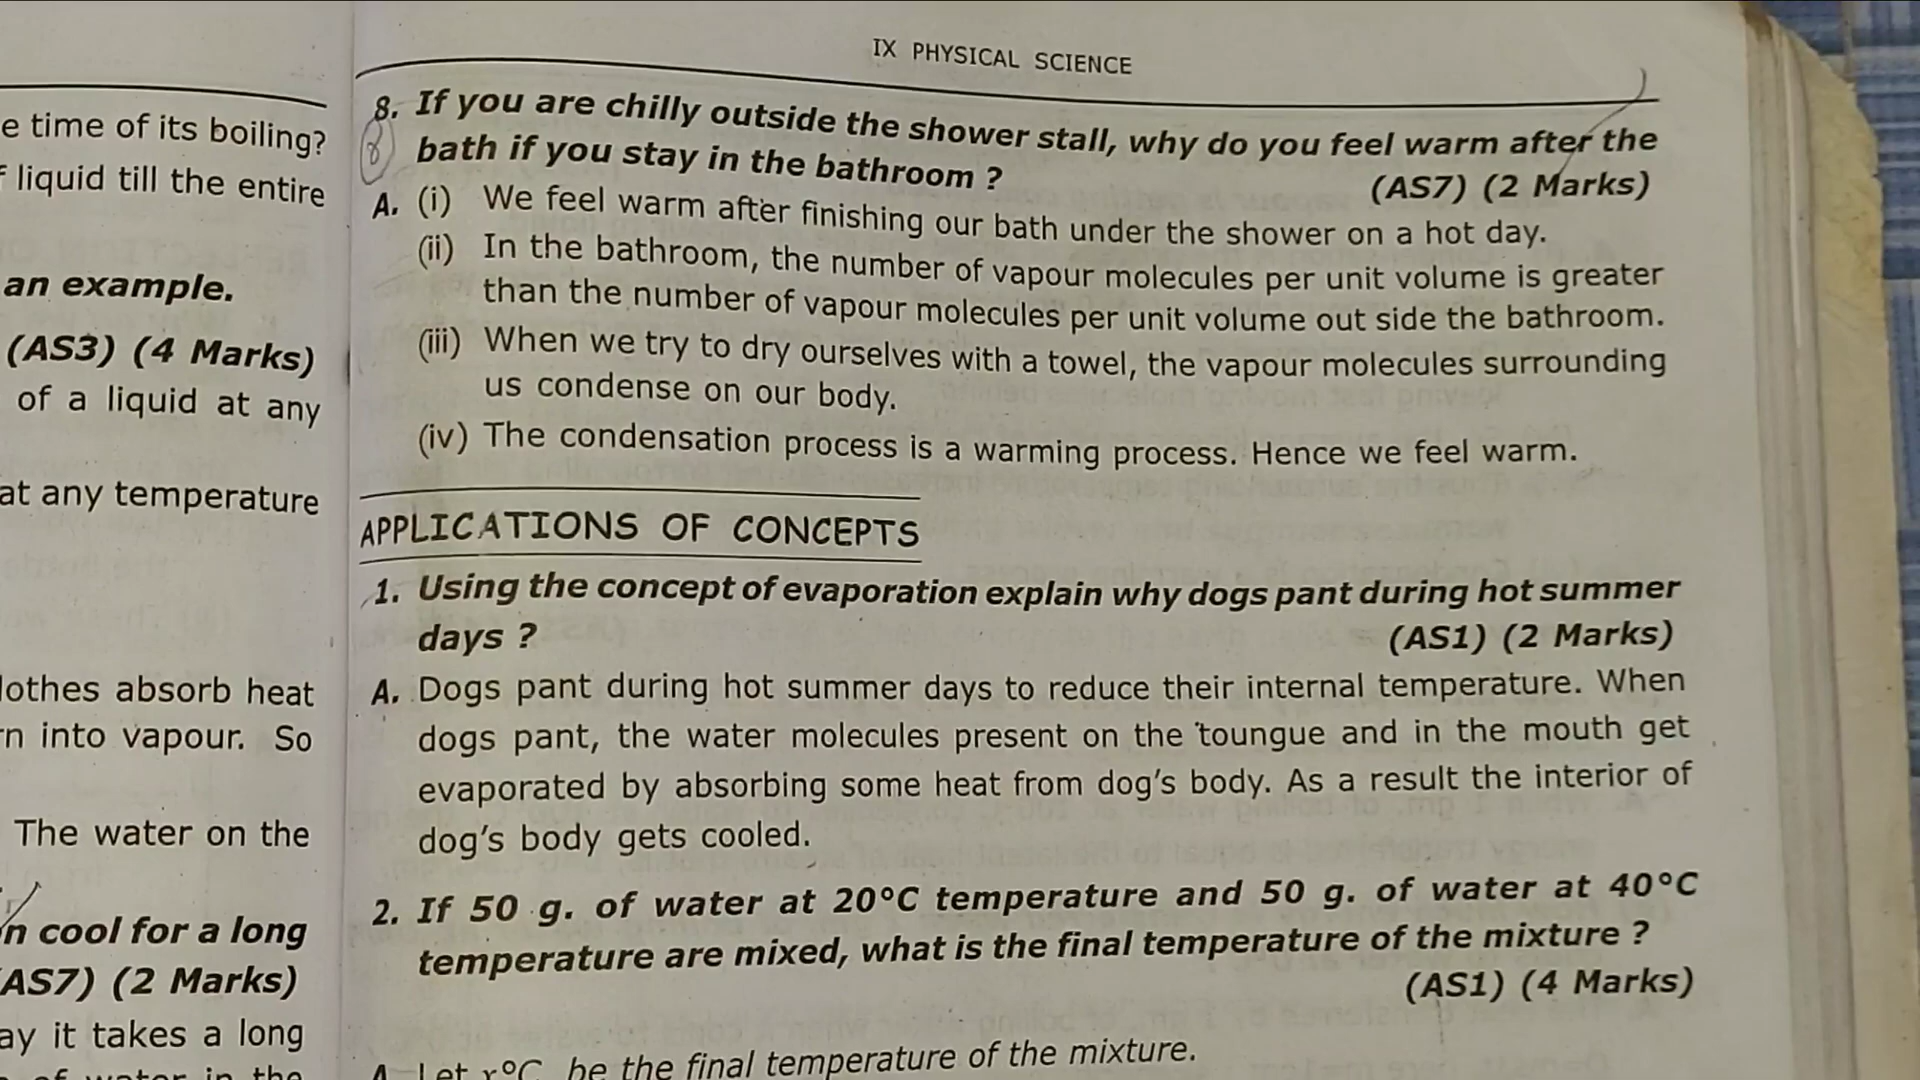 e time of its boiling?
liquid till the entire
an example.
(AS3) (4 Marks)
of a liquid at any
at any temperature
lothes absorb heat
n into vapour. So
The water on the
n cool for a long
AS7) (2 Marks)
ay it takes a long
of water in the
IX PHYSICAL SCIENCE
8. If you are chilly outside the shower stall, why do you feel warm after the
8
bath if you stay in the bathroom ?
(AS7) (2 Marks)
A. (i) We feel warm after finishing our bath under the shower on a hot day.
(ii) In the bathroom, the number of vapour molecules per unit volume is greater
than the number of vapour molecules per unit volume out side the bathroom.
(iii) When we try to dry ourselves with a towel, the vapour molecules surrounding
us condense on our body.
(iv) The condensation process is a warming process. Hence we feel warm.
APPLICATIONS OF CONCEPTS
1. Using the concept of evaporation explain why dogs pant during hot summer
days ? (AS1) (2 Marks)
A. Dogs pant during hot summer days to reduce their internal temperature. When
dogs pant, the water molecules present on the toungue and in the mouth get
evaporated by absorbing some heat from dog's body. As a result the interior of
dog's body gets cooled.
2. If 50 g. of water at 20°C temperature and 50 g. of water at 40°C
temperature are mixed, what is the final temperature of the mixture ?
(AS1) (4 Marks)
A. Let x°C be the final temperature of the mixture.